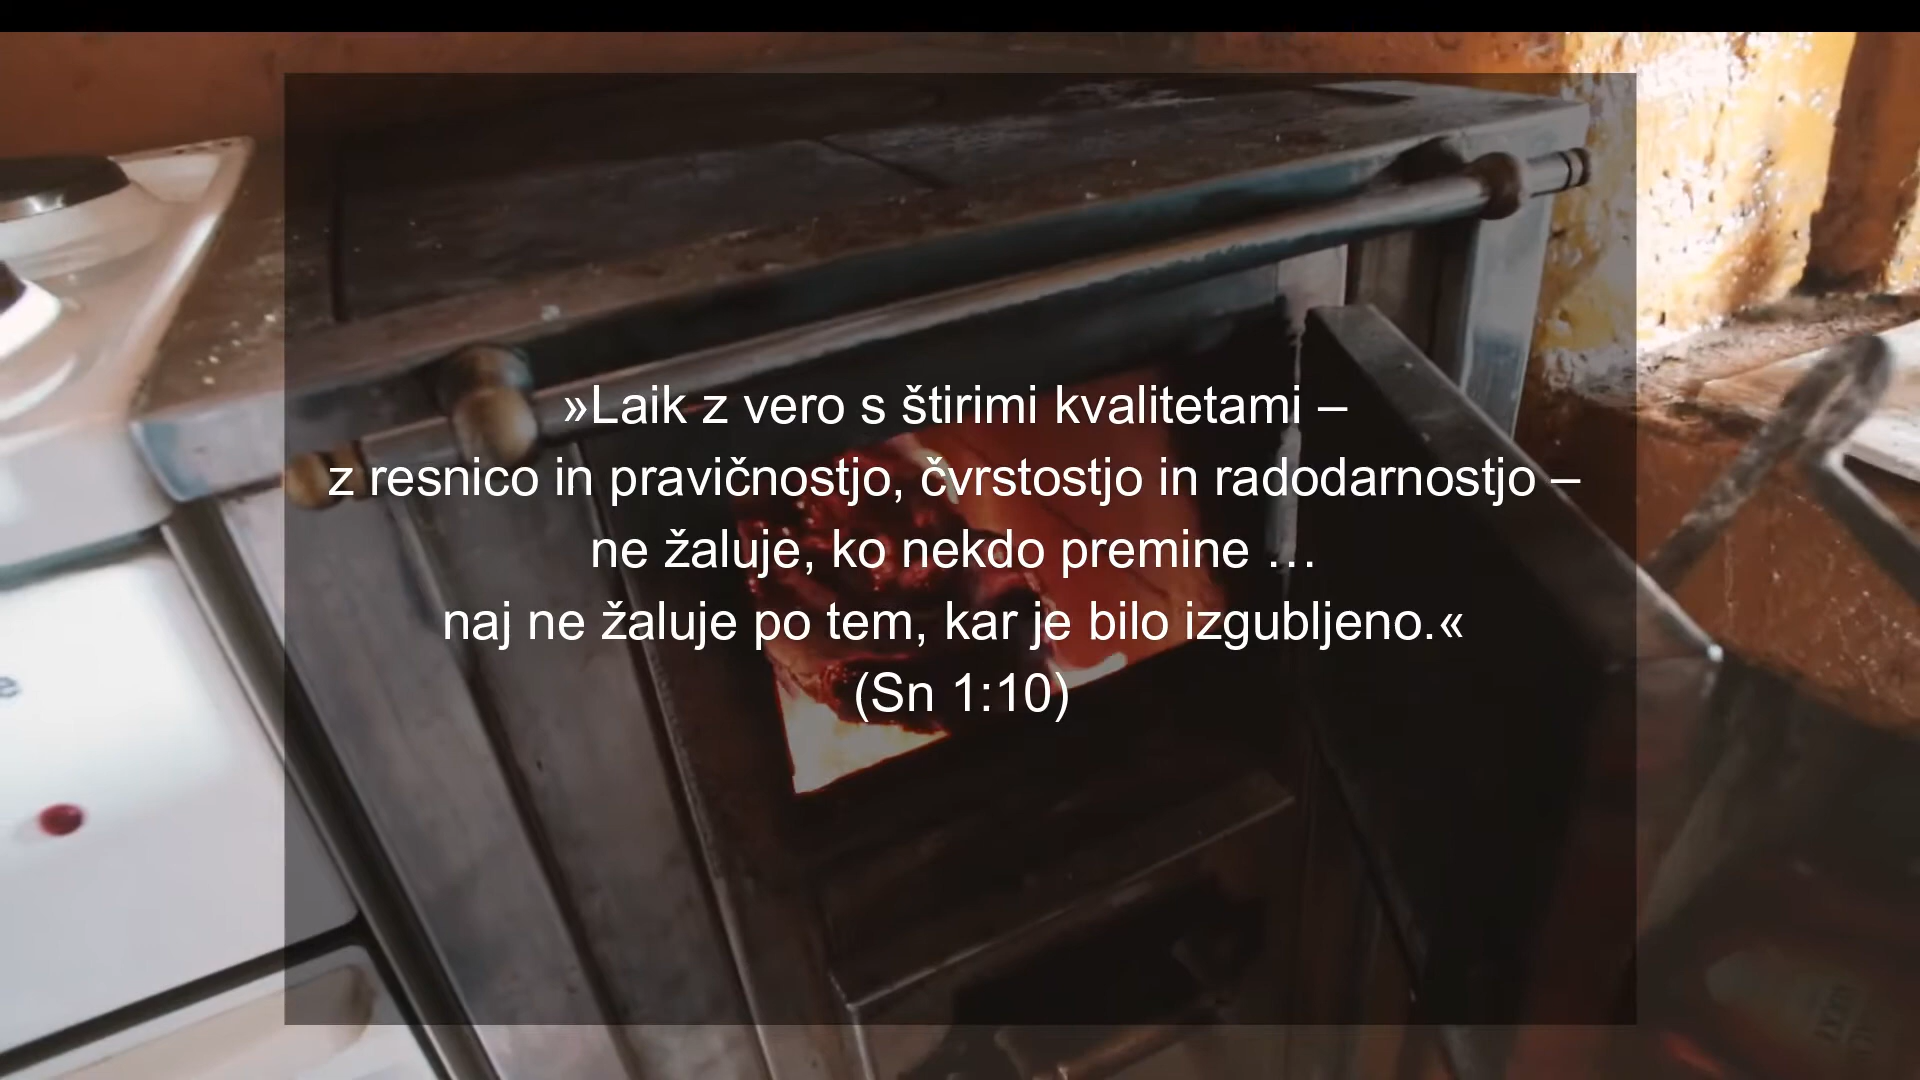 »Laik z vero s štirimi kvalitetami –
z resnico in pravičnostjo, čvrstostjo in radodarnostjo –
ne žaluje, ko nekdo premine …
naj ne žaluje po tem, kar je bilo izgubljeno.«
(Sn 1:10)